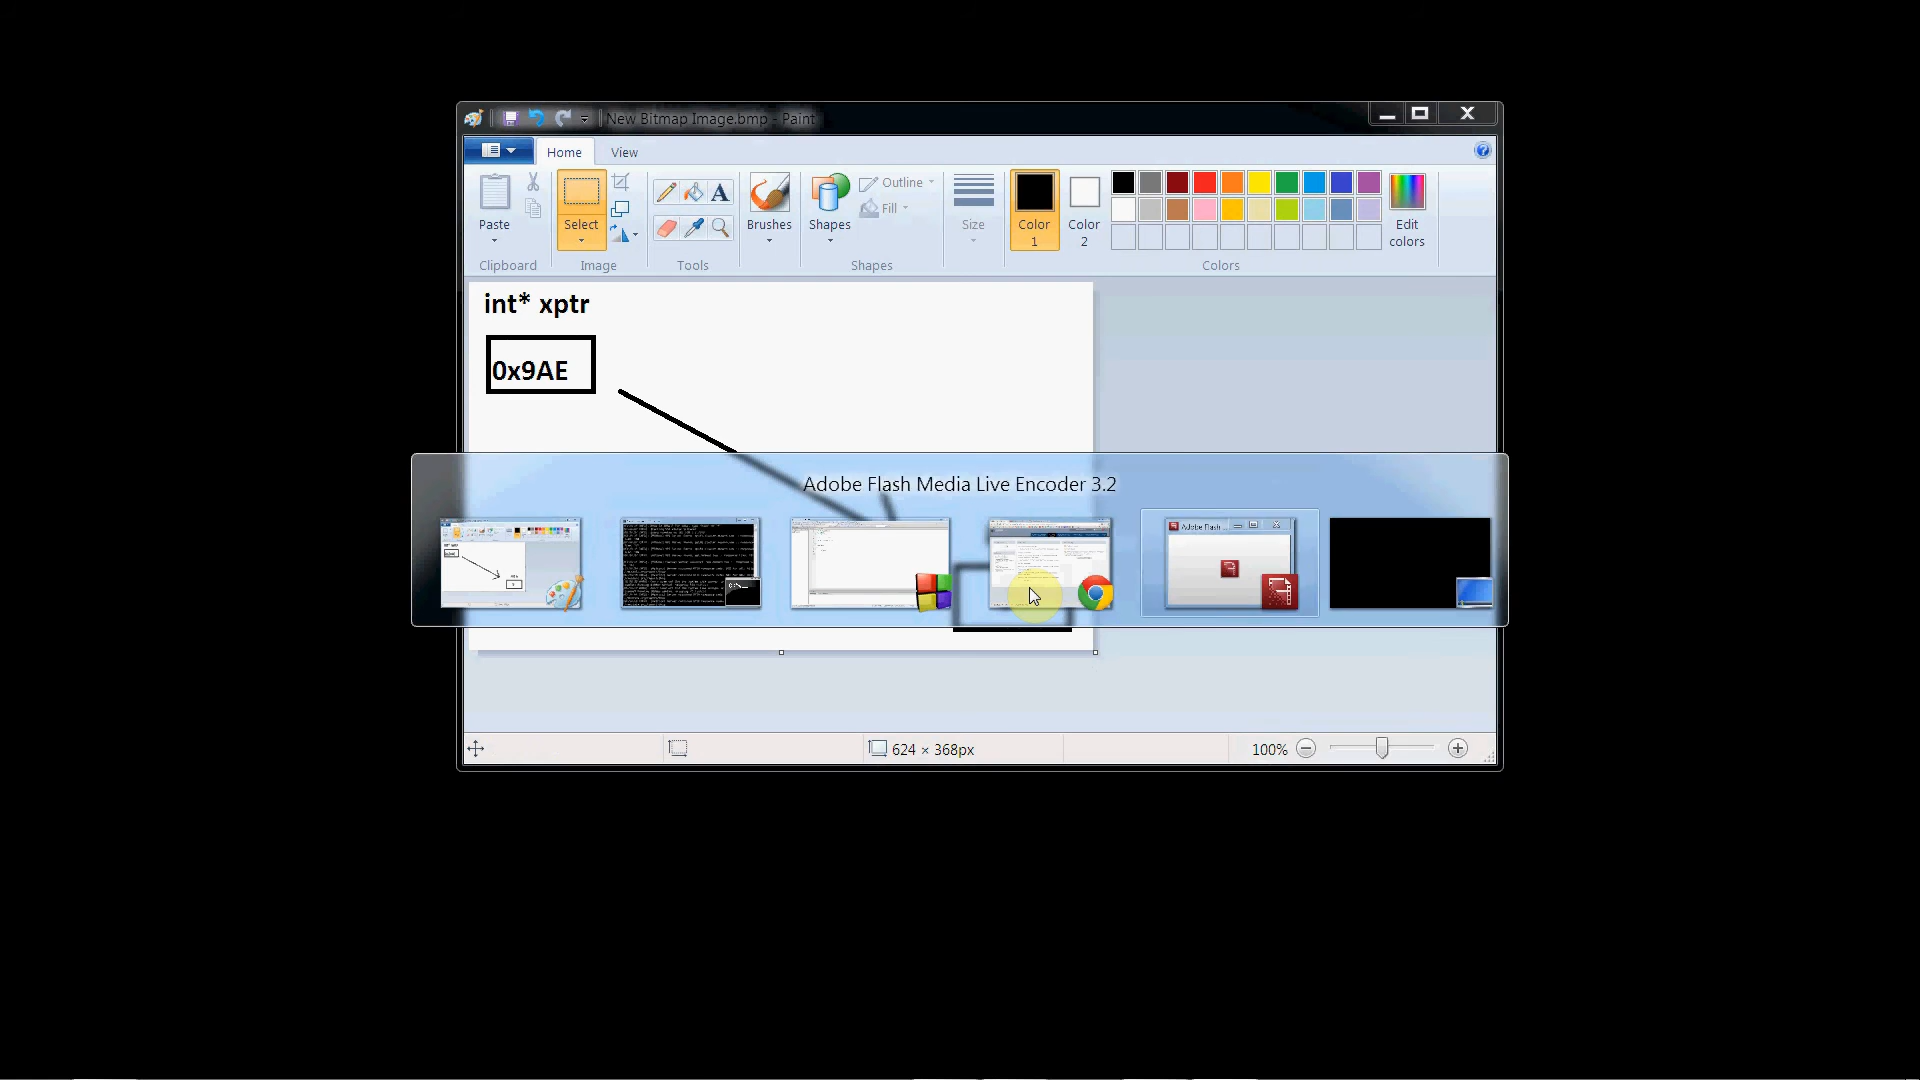 New Bitmap Image.bmp - Paint
Home
View
Paste
Select
A
Brushes
Shapes
Outline
Fill
Size
Color
1
Color
2
Edit
colors
Clipboard
Image
Tools
Shapes
Colors
int* xptr
0x9AE
Adobe Flash Media Live Encoder 3.2
Adobe Flash ...
624 × 368px
100%